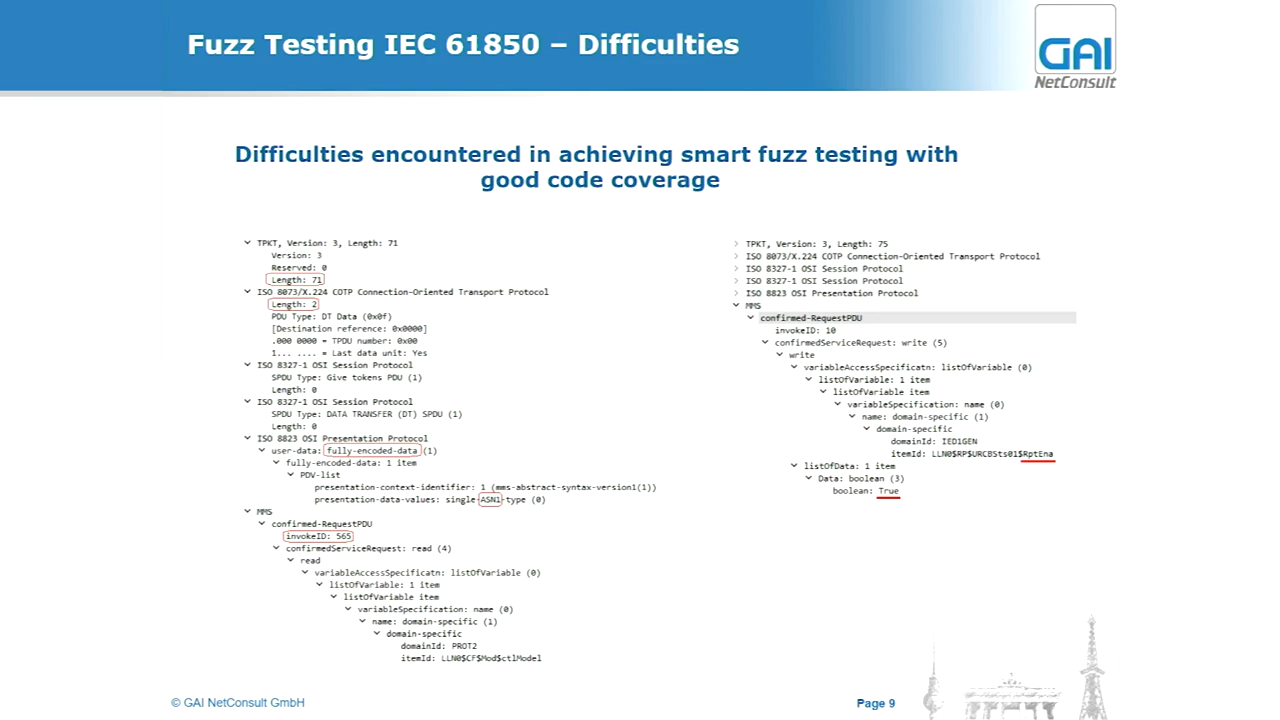 Fuzz Testing IEC 61850 – Difficulties
GAI
NetConsult
Difficulties encountered in achieving smart fuzz testing with
good code coverage
TPKT, Version: 3, Length: 71
Version: 3
Reserved: 0
Length: 71
ISO 8073/X.224 COTP Connection-Oriented Transport Protocol
Length: 2
PDU Type: DT Data (0x0f)
[Destination reference: 0x0000]
.000 0000 = TPDU number: 0x00
1... .... = Last data unit: Yes
ISO 8327-1 OSI Session Protocol
SPDU Type: Give tokens PDU (1)
Length: 0
ISO 8327-1 OSI Session Protocol
SPDU Type: DATA TRANSFER (DT) SPDU (1)
Length: 0
ISO 8823 OSI Presentation Protocol
user-data: fully-encoded-data (1)
fully-encoded-data: 1 item
PDV-list
presentation-context-identifier: 1 (mms-abstract-syntax-version1(1))
presentation-data-values: single-ASN1-type (0)
MMS
confirmed-RequestPDU
invokeID: 565
confirmedServiceRequest: read (4)
read
variableAccessSpecificatn: listOfVariable (0)
listOfVariable: 1 item
listOfVariable item
variableSpecification: name (0)
name: domain-specific (1)
domain-specific
domainId: PROT2
itemId: LLN0$CF$Mod$ctlModel
TPKT, Version: 3, Length: 75
ISO 8073/X.224 COTP Connection-Oriented Transport Protocol
ISO 8327-1 OSI Session Protocol
ISO 8327-1 OSI Session Protocol
ISO 8823 OSI Presentation Protocol
MMS
confirmed-RequestPDU
invokeID: 10
confirmedServiceRequest: write (5)
write
variableAccessSpecificatn: listOfVariable (0)
listOfVariable: 1 item
listOfVariable item
variableSpecification: name (0)
name: domain-specific (1)
domain-specific
domainId: IED1GEN
itemId: LLN0$RP$URCBSts01$RptEna
listOfData: 1 item
Data: boolean (3)
boolean: True
© GAI NetConsult GmbH
Page 9